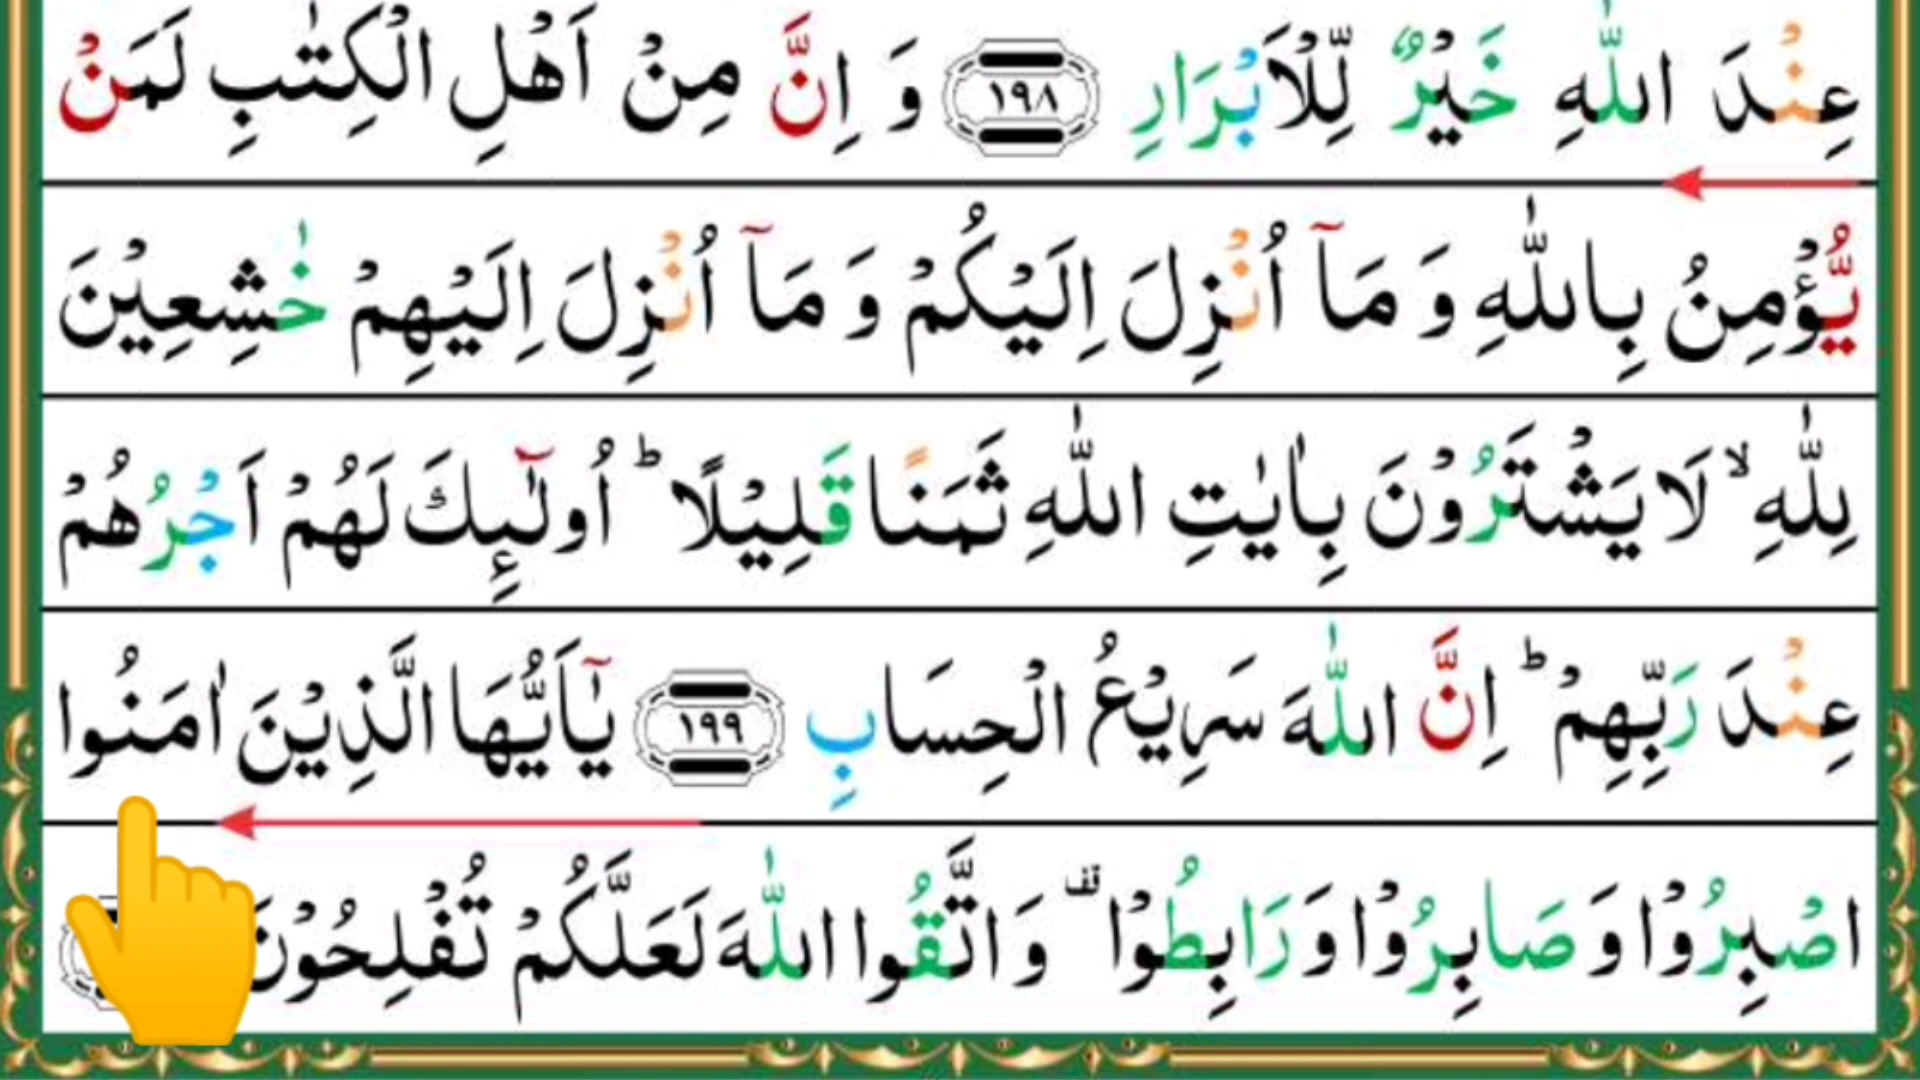 عِنْدَ اللّٰهِ خَيْرٌ لِّلْاَبْرَارِ ﴿١٩٨﴾ وَ اِنَّ مِنْ اَهْلِ الْكِتٰبِ لَمَنْ
يُّؤْمِنُ بِاللّٰهِ وَ مَاۤ اُنْزِلَ اِلَيْكُمْ وَ مَاۤ اُنْزِلَ اِلَيْهِمْ خٰشِعِيْنَ
لِلّٰهِ ۙ لَا يَشْتَرُوْنَ بِاٰيٰتِ اللّٰهِ ثَمَنًا قَلِيْلًا ؕ اُولٰٓئِكَ لَهُمْ اَجْرُهُمْ
عِنْدَ رَبِّهِمْ ؕ اِنَّ اللّٰهَ سَرِيْعُ الْحِسَابِ ﴿١٩٩﴾ يٰۤاَيُّهَا الَّذِيْنَ اٰمَنُوا
اصْبِرُوْا وَ صَابِرُوْا وَ رَابِطُوْا ۫ وَ اتَّقُوا اللّٰهَ لَعَلَّكُمْ تُفْلِحُوْنَ